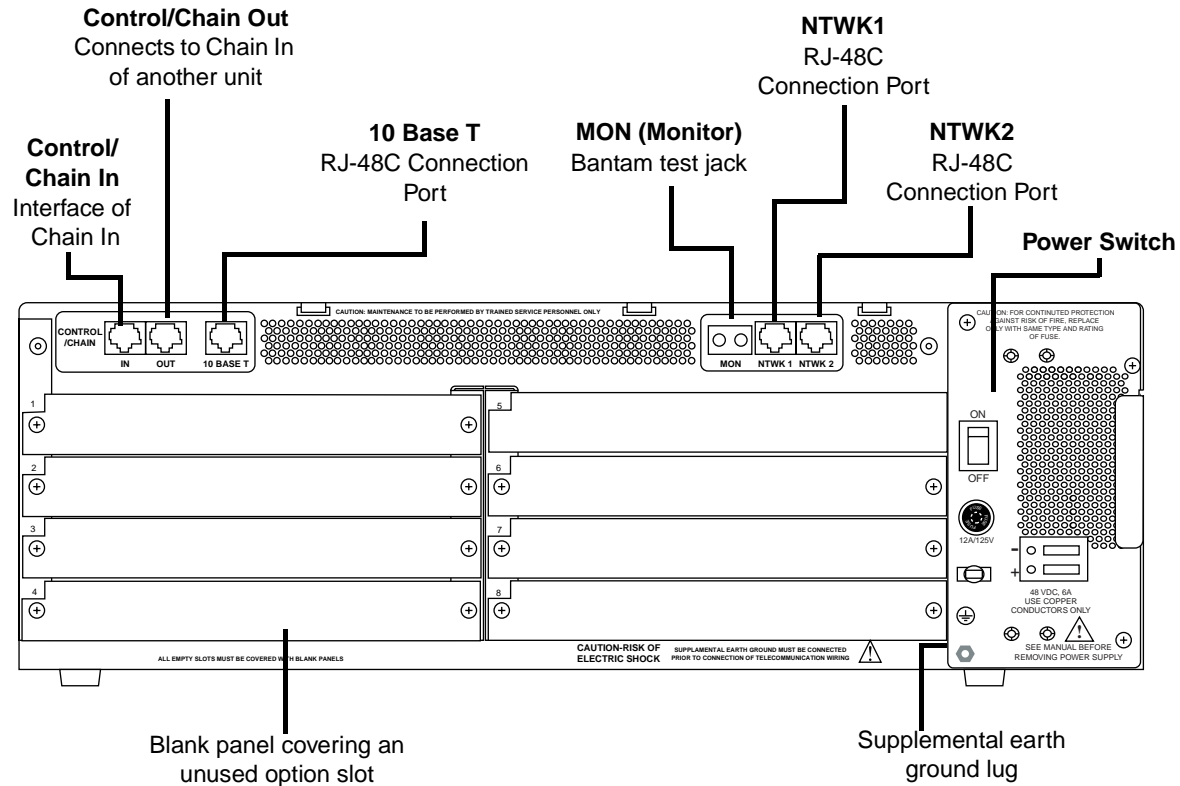 Control/Chain Out
Connects to Chain In
of another unit
NTWK1
RJ-48C
Connection Port
Control/
Chain In
Interface of
Chain In
10 Base T
RJ-48C Connection
Port
MON (Monitor)
Bantam test jack
NTWK2
RJ-48C
Connection Port
Power Switch
CAUTION: MAINTENANCE TO BE PERFORMED BY TRAINED SERVICE PERSONNEL ONLY
CAUTION: FOR CONTINUTED PROTECTION
AGAINST RISK OF FIRE, REPLACE
ONLY WITH SAME TYPE AND RATING
OF FUSE.
CONTROL
/CHAIN
IN
OUT
10 BASE T
MON
NTWK 1
NTWK 2
1
2
3
4
5
6
7
8
ON
OFF
12A/125V
-
+
48 VDC, 6A
USE COPPER
CONDUCTORS ONLY
SEE MANUAL BEFORE
REMOVING POWER SUPPLY
ALL EMPTY SLOTS MUST BE COVERED WITH BLANK PANELS
CAUTION-RISK OF
ELECTRIC SHOCK
SUPPLAMENTAL EARTH GROUND MUST BE CONNECTED
PRIOR TO CONNECTION OF TELECOMMUNICATION WIRING
Blank panel covering an
unused option slot
Supplemental earth
ground lug